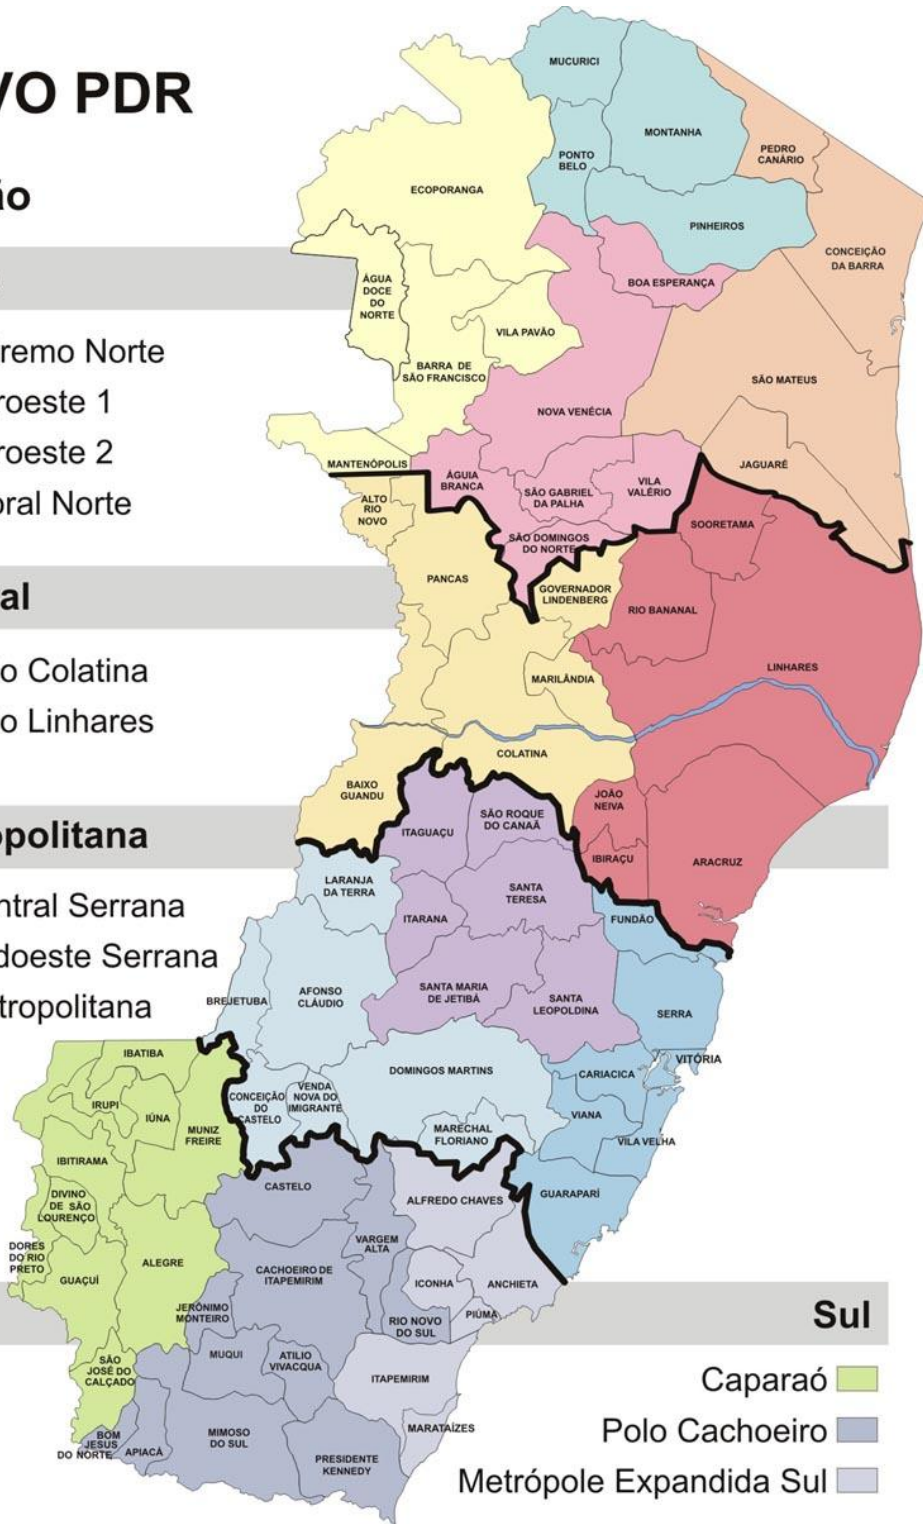 VO PDR
ão
remo Norte
roeste 1
roeste 2
oral Norte
al
o Colatina
o Linhares
opolitana
ntral Serrana
doeste Serrana
tropolitana
MUCURICI
MONTANHA
PEDRO
CANÁRIO
PONTO
BELO
ECOPORANGA
PINHEIROS
CONCEIÇÃO
DA BARRA
ÁGUA
DOCE
DO
NORTE
BOA ESPERANÇA
VILA PAVÃO
BARRA DE
SÃO FRANCISCO
SÃO MATEUS
NOVA VENÉCIA
MANTENÓPOLIS
ÁGUIA
BRANCA
SÃO GABRIEL
DA PALHA
VILA
VALÉRIO
JAGUARÉ
ALTO
RIO
NOVO
SOORETAMA
SÃO DOMINGOS
DO NORTE
PANCAS
GOVERNADOR
LINDENBERG
RIO BANANAL
LINHARES
MARILÂNDIA
COLATINA
BAIXO
GUANDU
JOÃO
NEIVA
ITAGUAÇU
SÃO ROQUE
DO CANAÃ
IBIRAÇU
ARACRUZ
LARANJA
DA TERRA
SANTA
TERESA
ITARANA
FUNDÃO
BREJETUBA
AFONSO
CLÁUDIO
SANTA MARIA
DE JETIBÁ
SANTA
LEOPOLDINA
SERRA
IBATIBA
DOMINGOS MARTINS
CARIACICA
VITÓRIA
IRUPI
IÚNA
MUNIZ
FREIRE
CONCEIÇÃO
DO
CASTELO
VENDA
NOVA DO
IMIGRANTE
MARECHAL
FLORIANO
VIANA
VILA VELHA
IBITIRAMA
DIVINO
DE SÃO
LOURENÇO
CASTELO
ALFREDO CHAVES
GUARAPARÍ
DORES
DO RIO
PRETO
GUAÇUÍ
ALEGRE
VARGEM
ALTA
CACHOEIRO DE
ITAPEMIRIM
ICONHA
ANCHIETA
JERÔNIMO
MONTEIRO
RIO NOVO
DO SUL
PIÚMA
SÃO
JOSÉ DO
CALÇADO
MUQUI
ATILIO
VIVACQUA
ITAPEMIRIM
BOM
JESUS
DO NORTE
APIACÁ
MIMOSO
DO SUL
PRESIDENTE
KENNEDY
MARATAÍZES
Sul
Caparaó
Polo Cachoeiro
Metrópole Expandida Sul